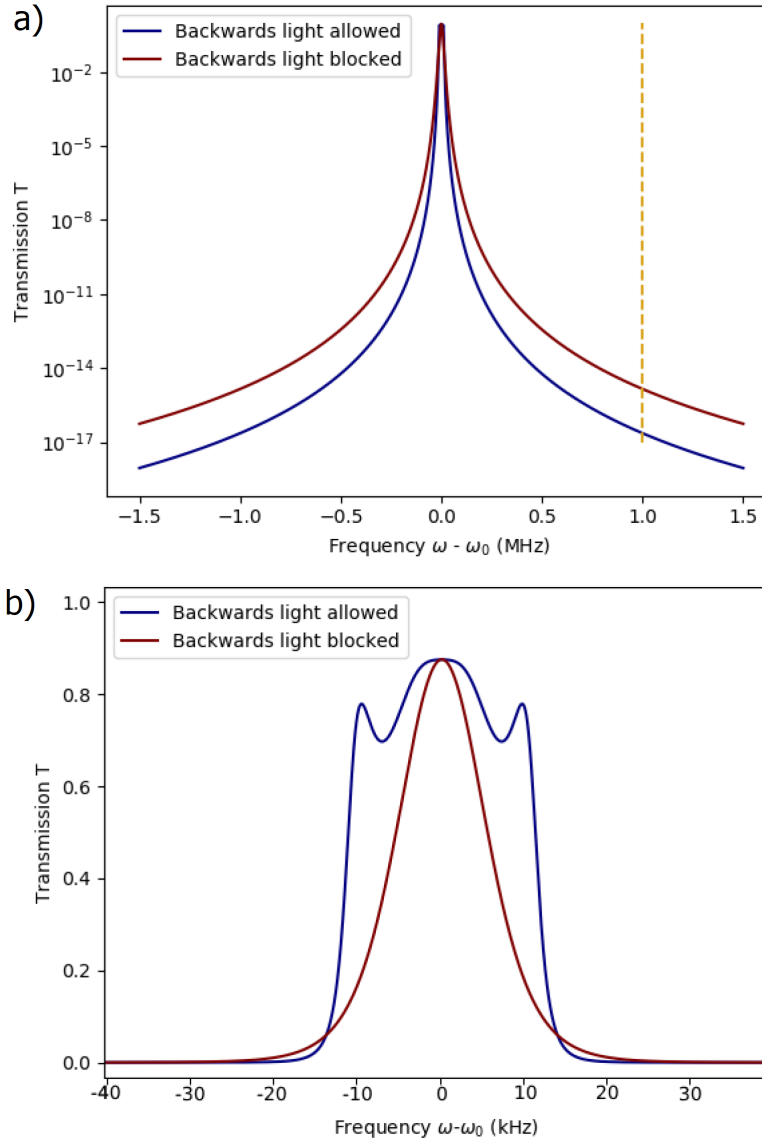 a)
Backwards light allowed
Backwards light blocked
10⁻²
10⁻⁵
10⁻⁸
10⁻¹¹
10⁻¹⁴
10⁻¹⁷
Transmission T
−1.5 −1.0 −0.5 0.0 0.5 1.0 1.5
Frequency ω - ω₀ (MHz)
b)
Backwards light allowed
Backwards light blocked
1.0
0.8
0.6
0.4
0.2
0.0
Transmission T
-40 -30 -20 -10 0 10 20 30
Frequency ω-ω₀ (kHz)